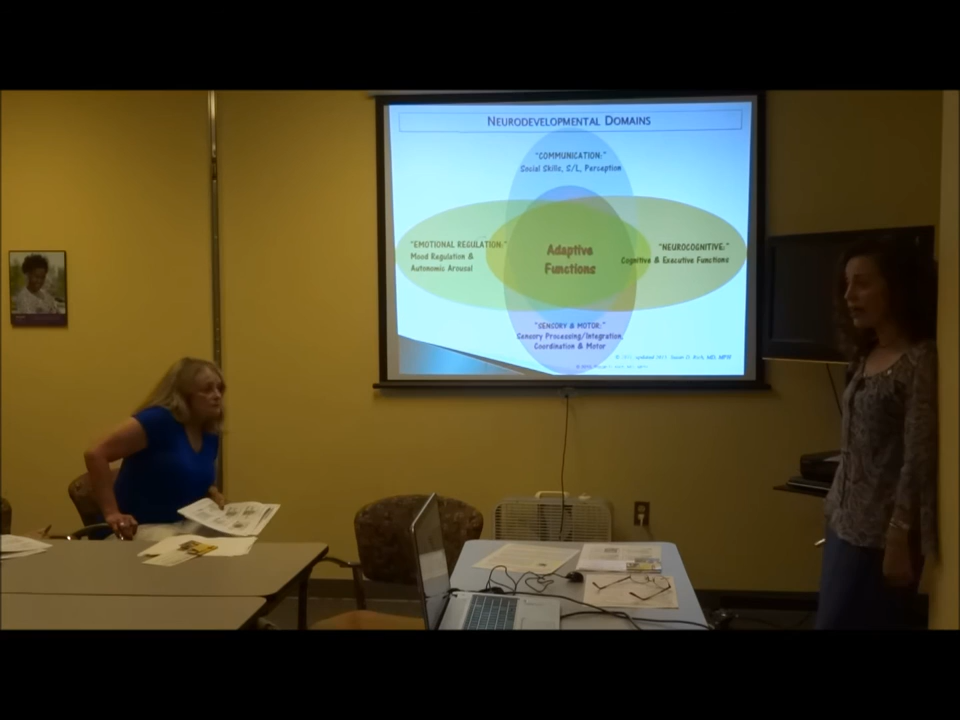 NEURODEVELOPMENTAL DOMAINS
"COMMUNICATION:"
Social Skills, S/L, Perception
"EMOTIONAL REGULATION:"
Mood Regulation &
Autonomic Arousal
Adaptive
Functions
"NEUROCOGNITIVE:"
Cognitive & Executive Functions
"SENSORY & MOTOR:"
Sensory Processing/Integration,
Coordination & Motor